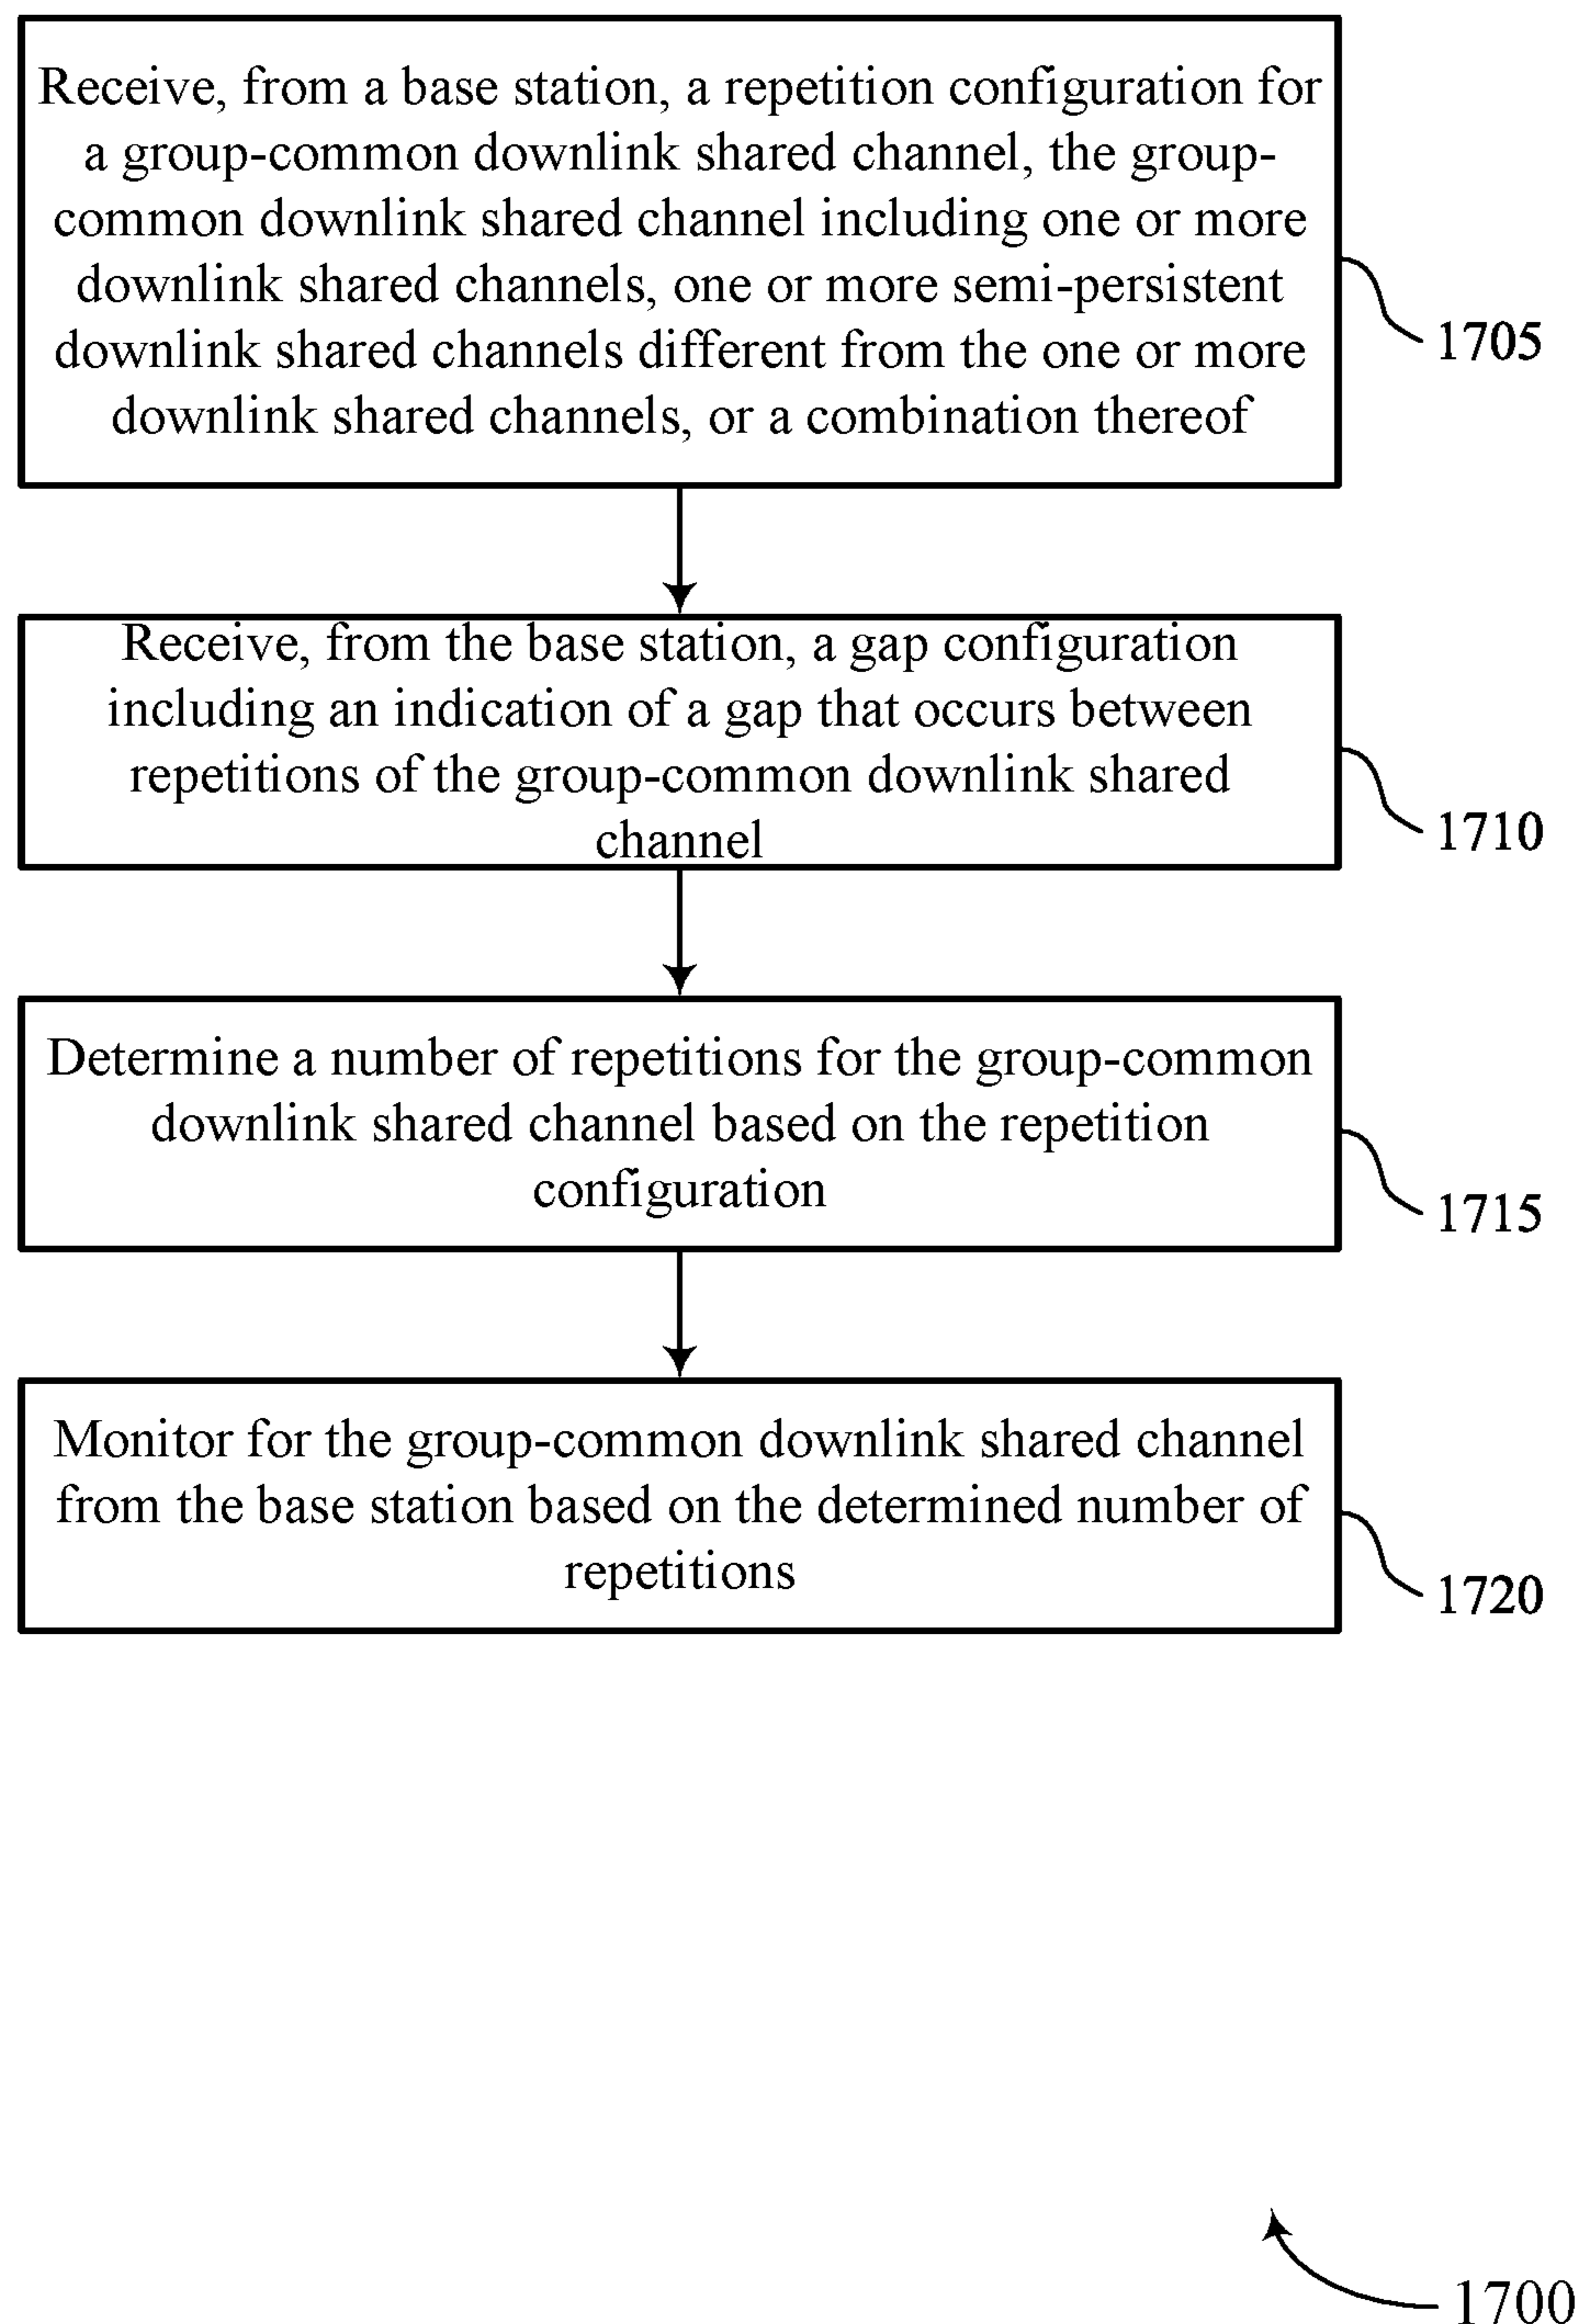 Receive, from a base station, a repetition configuration for
a group-common downlink shared channel, the group-
common downlink shared channel including one or more
downlink shared channels, one or more semi-persistent
downlink shared channels different from the one or more
downlink shared channels, or a combination thereof
1705
Receive, from the base station, a gap configuration
including an indication of a gap that occurs between
repetitions of the group-common downlink shared
channel
1710
Determine a number of repetitions for the group-common
downlink shared channel based on the repetition
configuration
1715
Monitor for the group-common downlink shared channel
from the base station based on the determined number of
repetitions
1720
1700